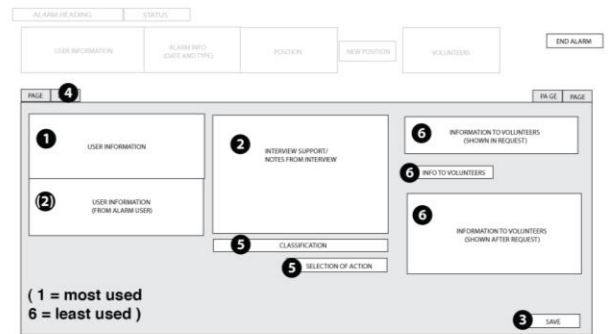 ALARM HEADING
STATUS
USER INFORMATION
ALARM INFO
(DATE AND TYPE)
POSITION
NEW POSITION
VOLUNTEERS
END ALARM
PAGE
4
PA GE
PAGE
1
USER INFORMATION
2
INTERVIEW SUPPORT/
NOTES FROM INTERVIEW
6
INFORMATION TO VOLUNTEERS
(SHOWN IN REQUEST)
6
INFO TO VOLUNTEERS
(2)
USER INFORMATION
(FROM ALARM USER)
6
INFORMATION TO VOLUNTEERS
(SHOWN AFTER REQUEST)
5
CLASSIFICATION
5
SELECTION OF ACTION
( 1 = most used
6 = least used )
3
SAVE